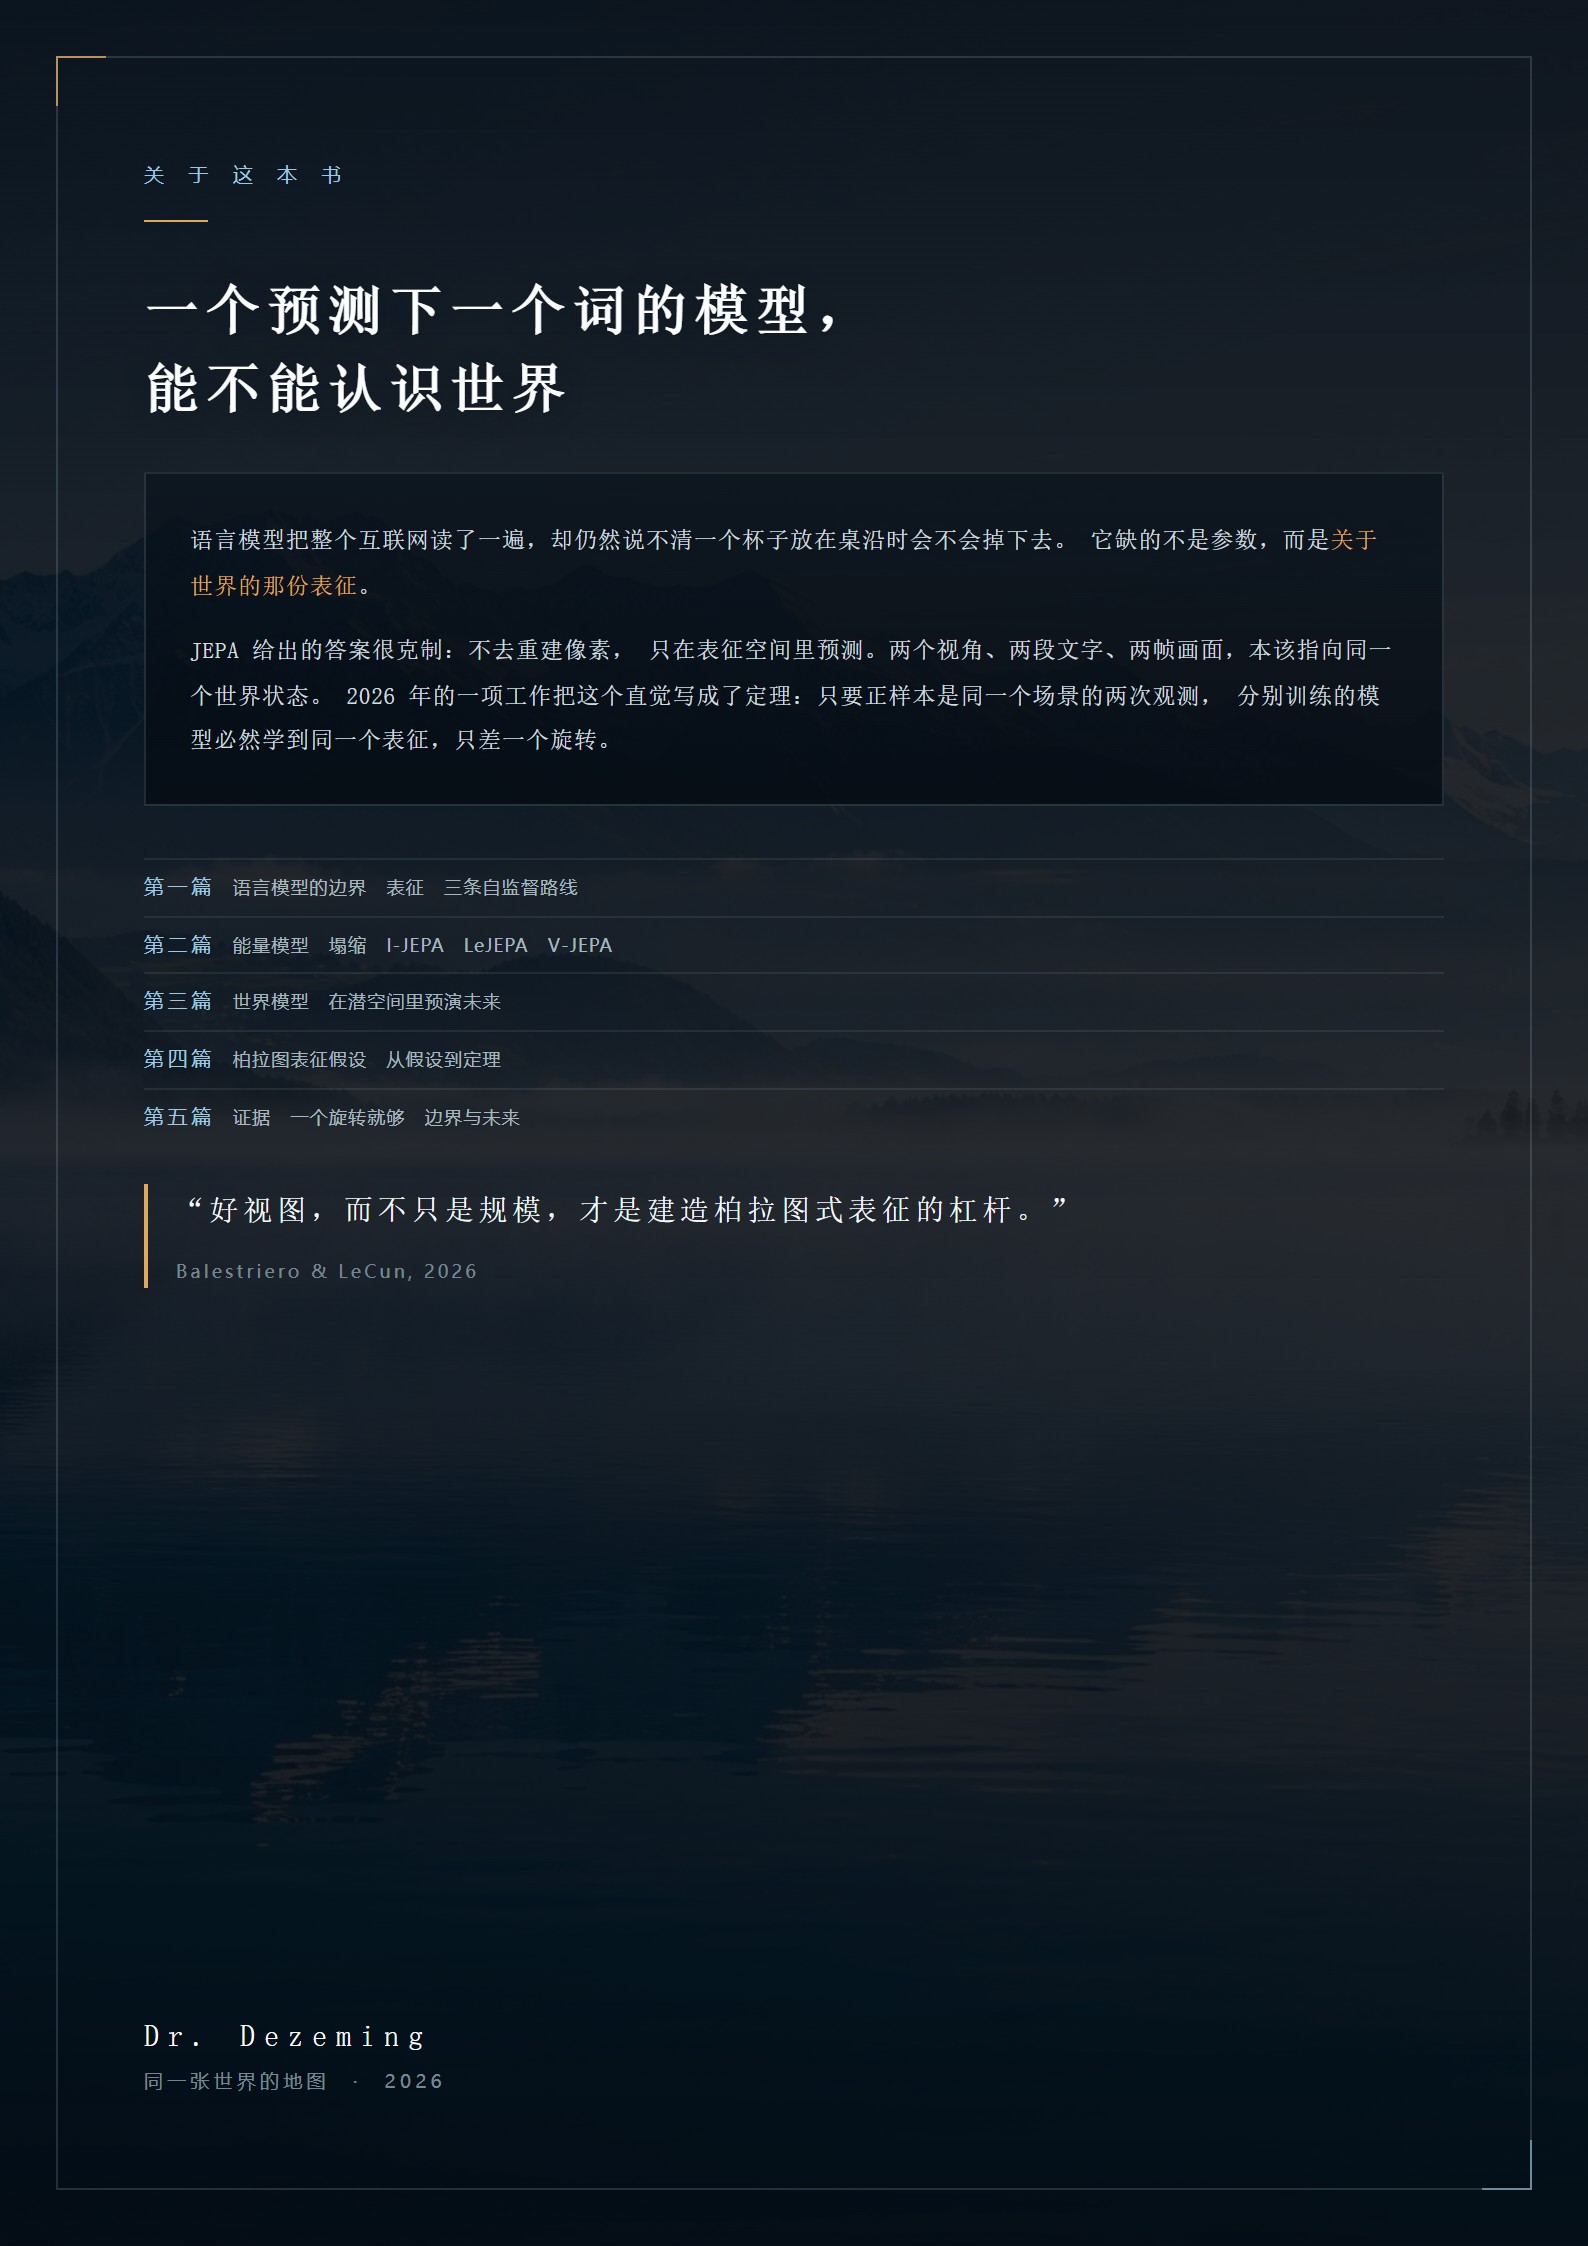 关于这本书
一个预测下一个词的模型，
能不能认识世界
语言模型把整个互联网读了一遍，却仍然说不清一个杯子放在桌沿时会不会掉下去。 它缺的不是参数，而是关于
世界的那份表征。
JEPA 给出的答案很克制：不去重建像素， 只在表征空间里预测。两个视角、两段文字、两帧画面，本该指向同一
个世界状态。 2026 年的一项工作把这个直觉写成了定理：只要正样本是同一个场景的两次观测， 分别训练的模
型必然学到同一个表征，只差一个旋转。
第一篇 语言模型的边界 表征 三条自监督路线
第二篇 能量模型 塌缩 I-JEPA LeJEPA V-JEPA
第三篇 世界模型 在潜空间里预演未来
第四篇 柏拉图表征假设 从假设到定理
第五篇 证据 一个旋转就够 边界与未来
“好视图，而不只是规模，才是建造柏拉图式表征的杠杆。”
Balestriero & LeCun, 2026
Dr. Dezeming
同一张世界的地图 · 2026